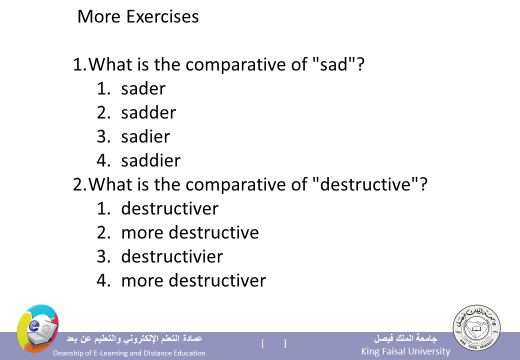 More Exercises
1.What is the comparative of "sad"?
1. sader
2. sadder
3. sadier
4. saddier
2.What is the comparative of "destructive"?
1. destructiver
2. more destructive
3. destructivier
4. more destructiver
عمادة التعلم الإلكتروني والتعليم عن بعد
Deanship of E-Learning and Distance Education
[ ]
جامعة الملك فيصل
King Faisal University